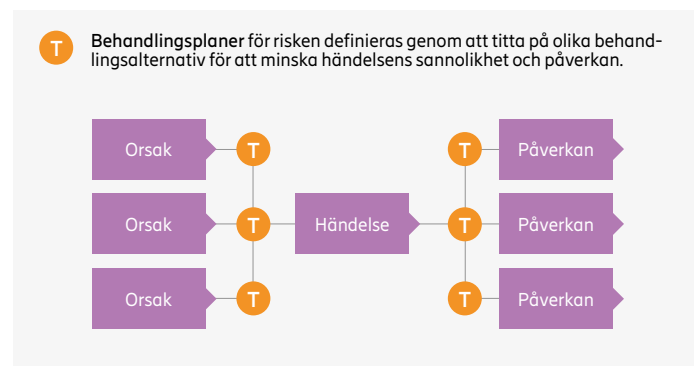 T
Behandlingsplaner för risken definieras genom att titta på olika behand-
lingsalternativ för att minska händelsens sannolikhet och påverkan.
Orsak T T Påverkan
Orsak T Händelse T Påverkan
Orsak T T Påverkan